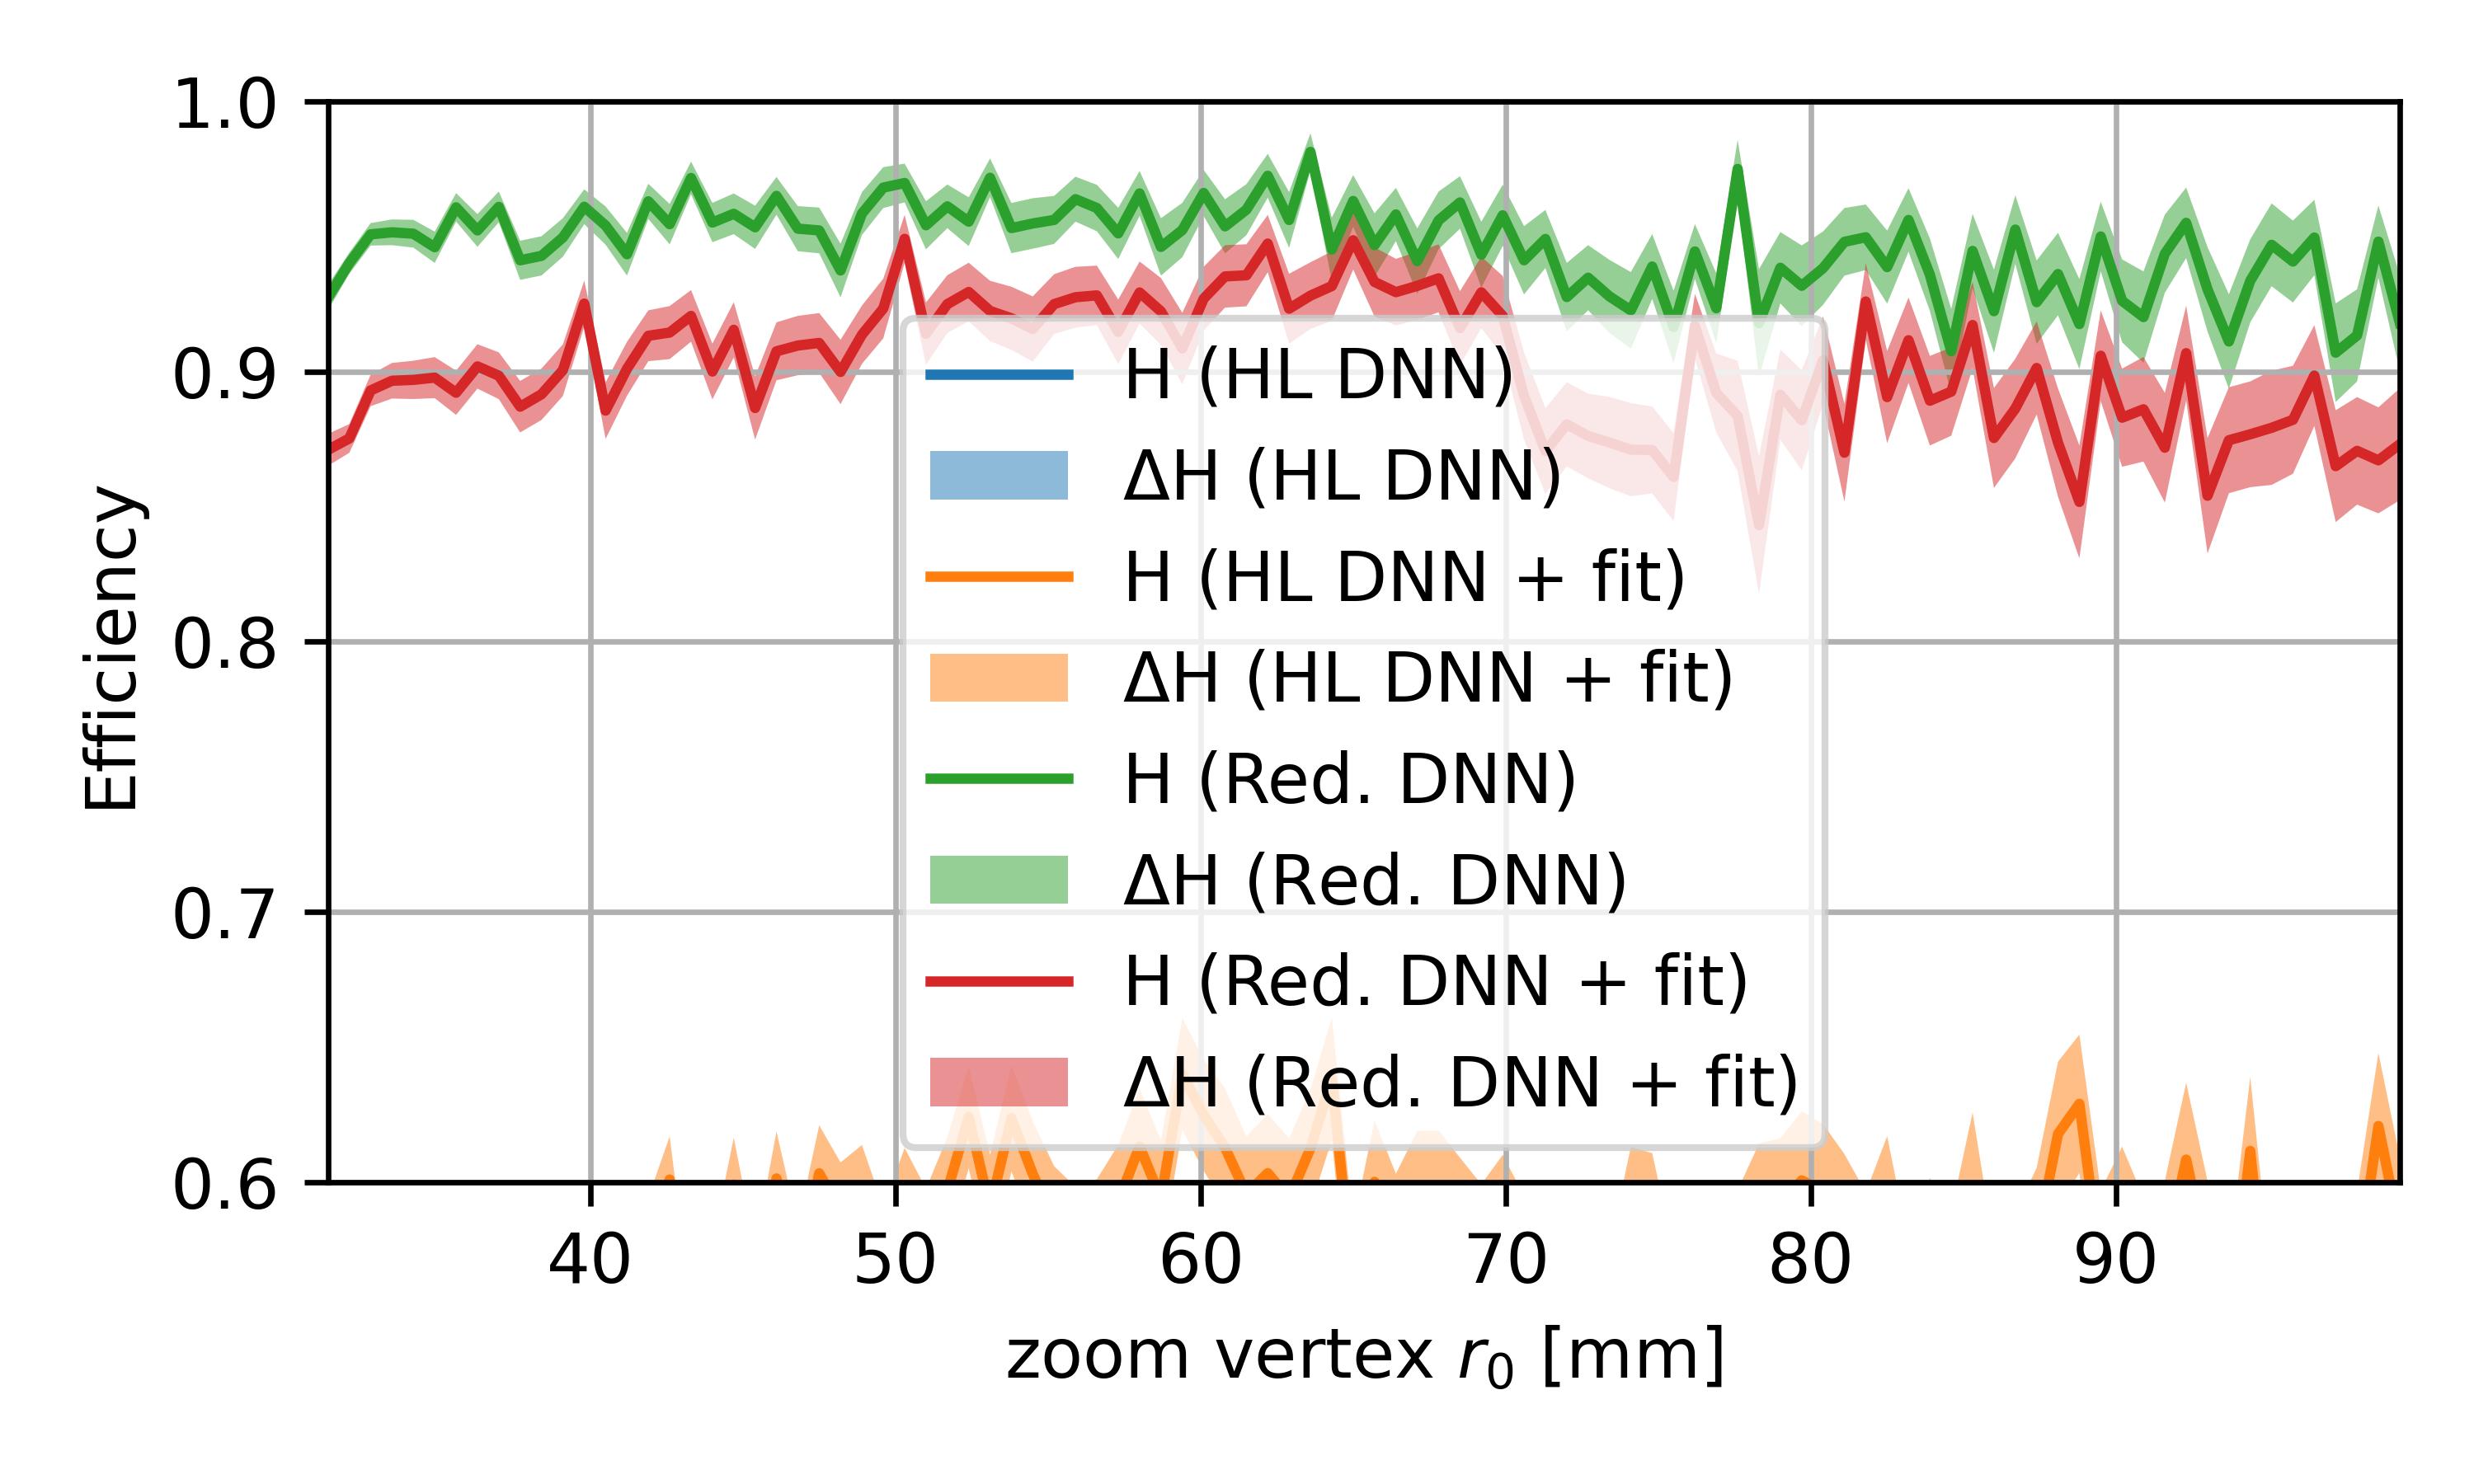 1.0
0.9
0.8
0.7
0.6
Efficiency
H (HL DNN)
ΔH (HL DNN)
H (HL DNN + fit)
ΔH (HL DNN + fit)
H (Red. DNN)
ΔH (Red. DNN)
H (Red. DNN + fit)
ΔH (Red. DNN + fit)
40 50 60 70 80 90
zoom vertex r₀ [mm]